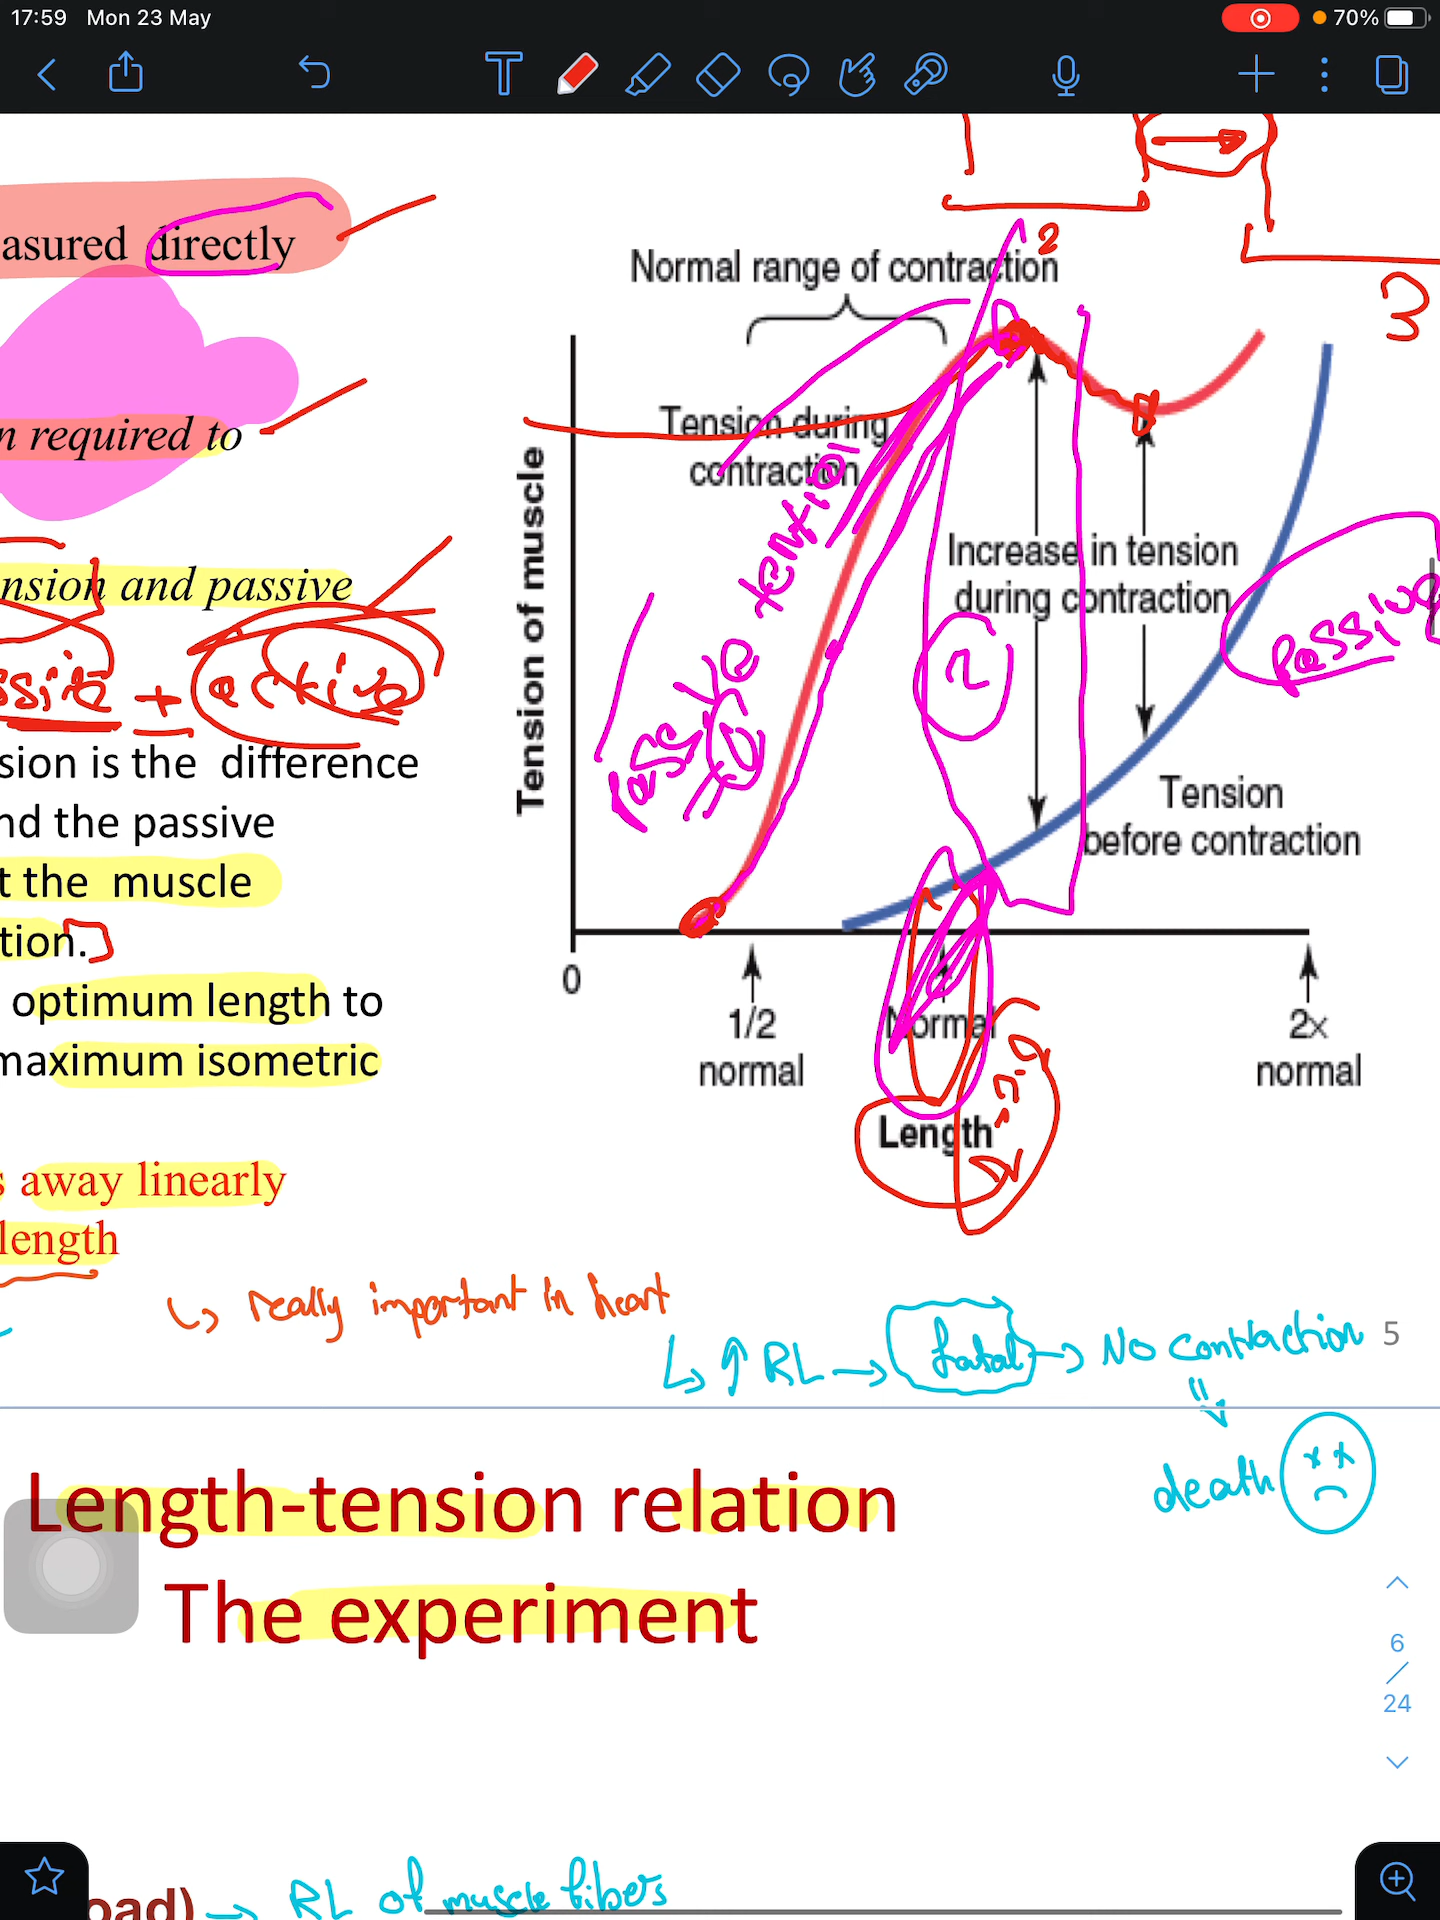 17:59 Mon 23 May
70%
asured directly
2
3
Normal range of contraction
n required to
Tension during
contraction
passive tension
=0
nsion and passive
ssive + active
Increase in tension
during contraction
2
passive
Tension of muscle
sion is the difference
nd the passive
t the muscle
tion.
Tension
before contraction
0
1/2
normal
Normal
2x
normal
Length
optimum length to
maximum isometric
s away linearly
length
↳ really important in heart
↳ ↑ RL → fatal → No contraction
5
death
Length-tension relation
The experiment
6
/
24
oad) → RL of muscle fibers